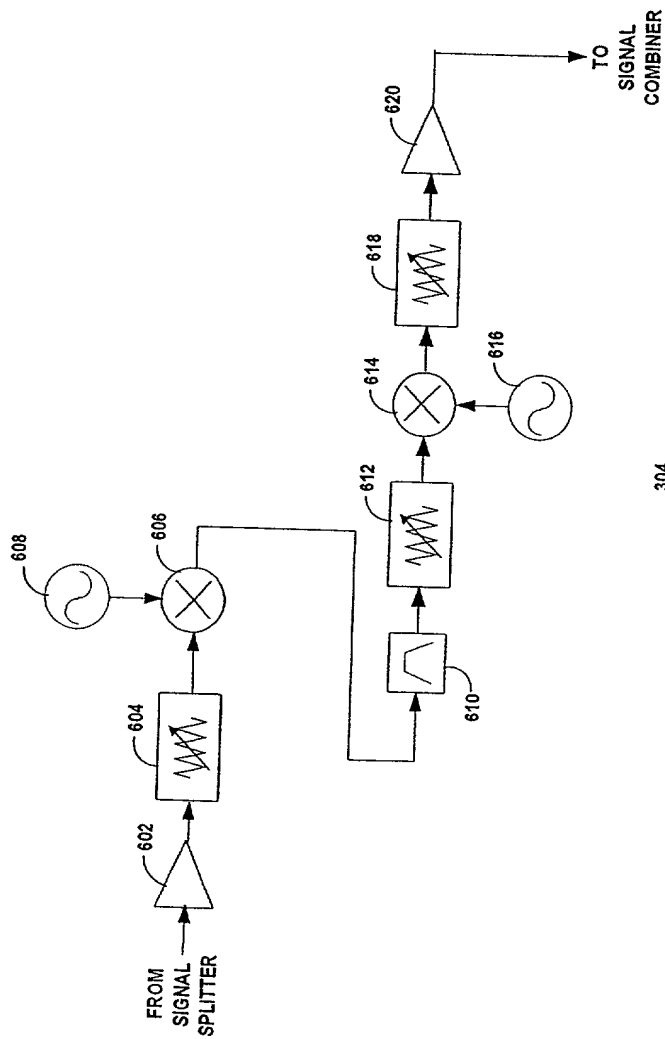 FROM
SIGNAL
SPLITTER
602
604
606
608
610
612
614
616
618
620
TO
SIGNAL
COMBINER
304